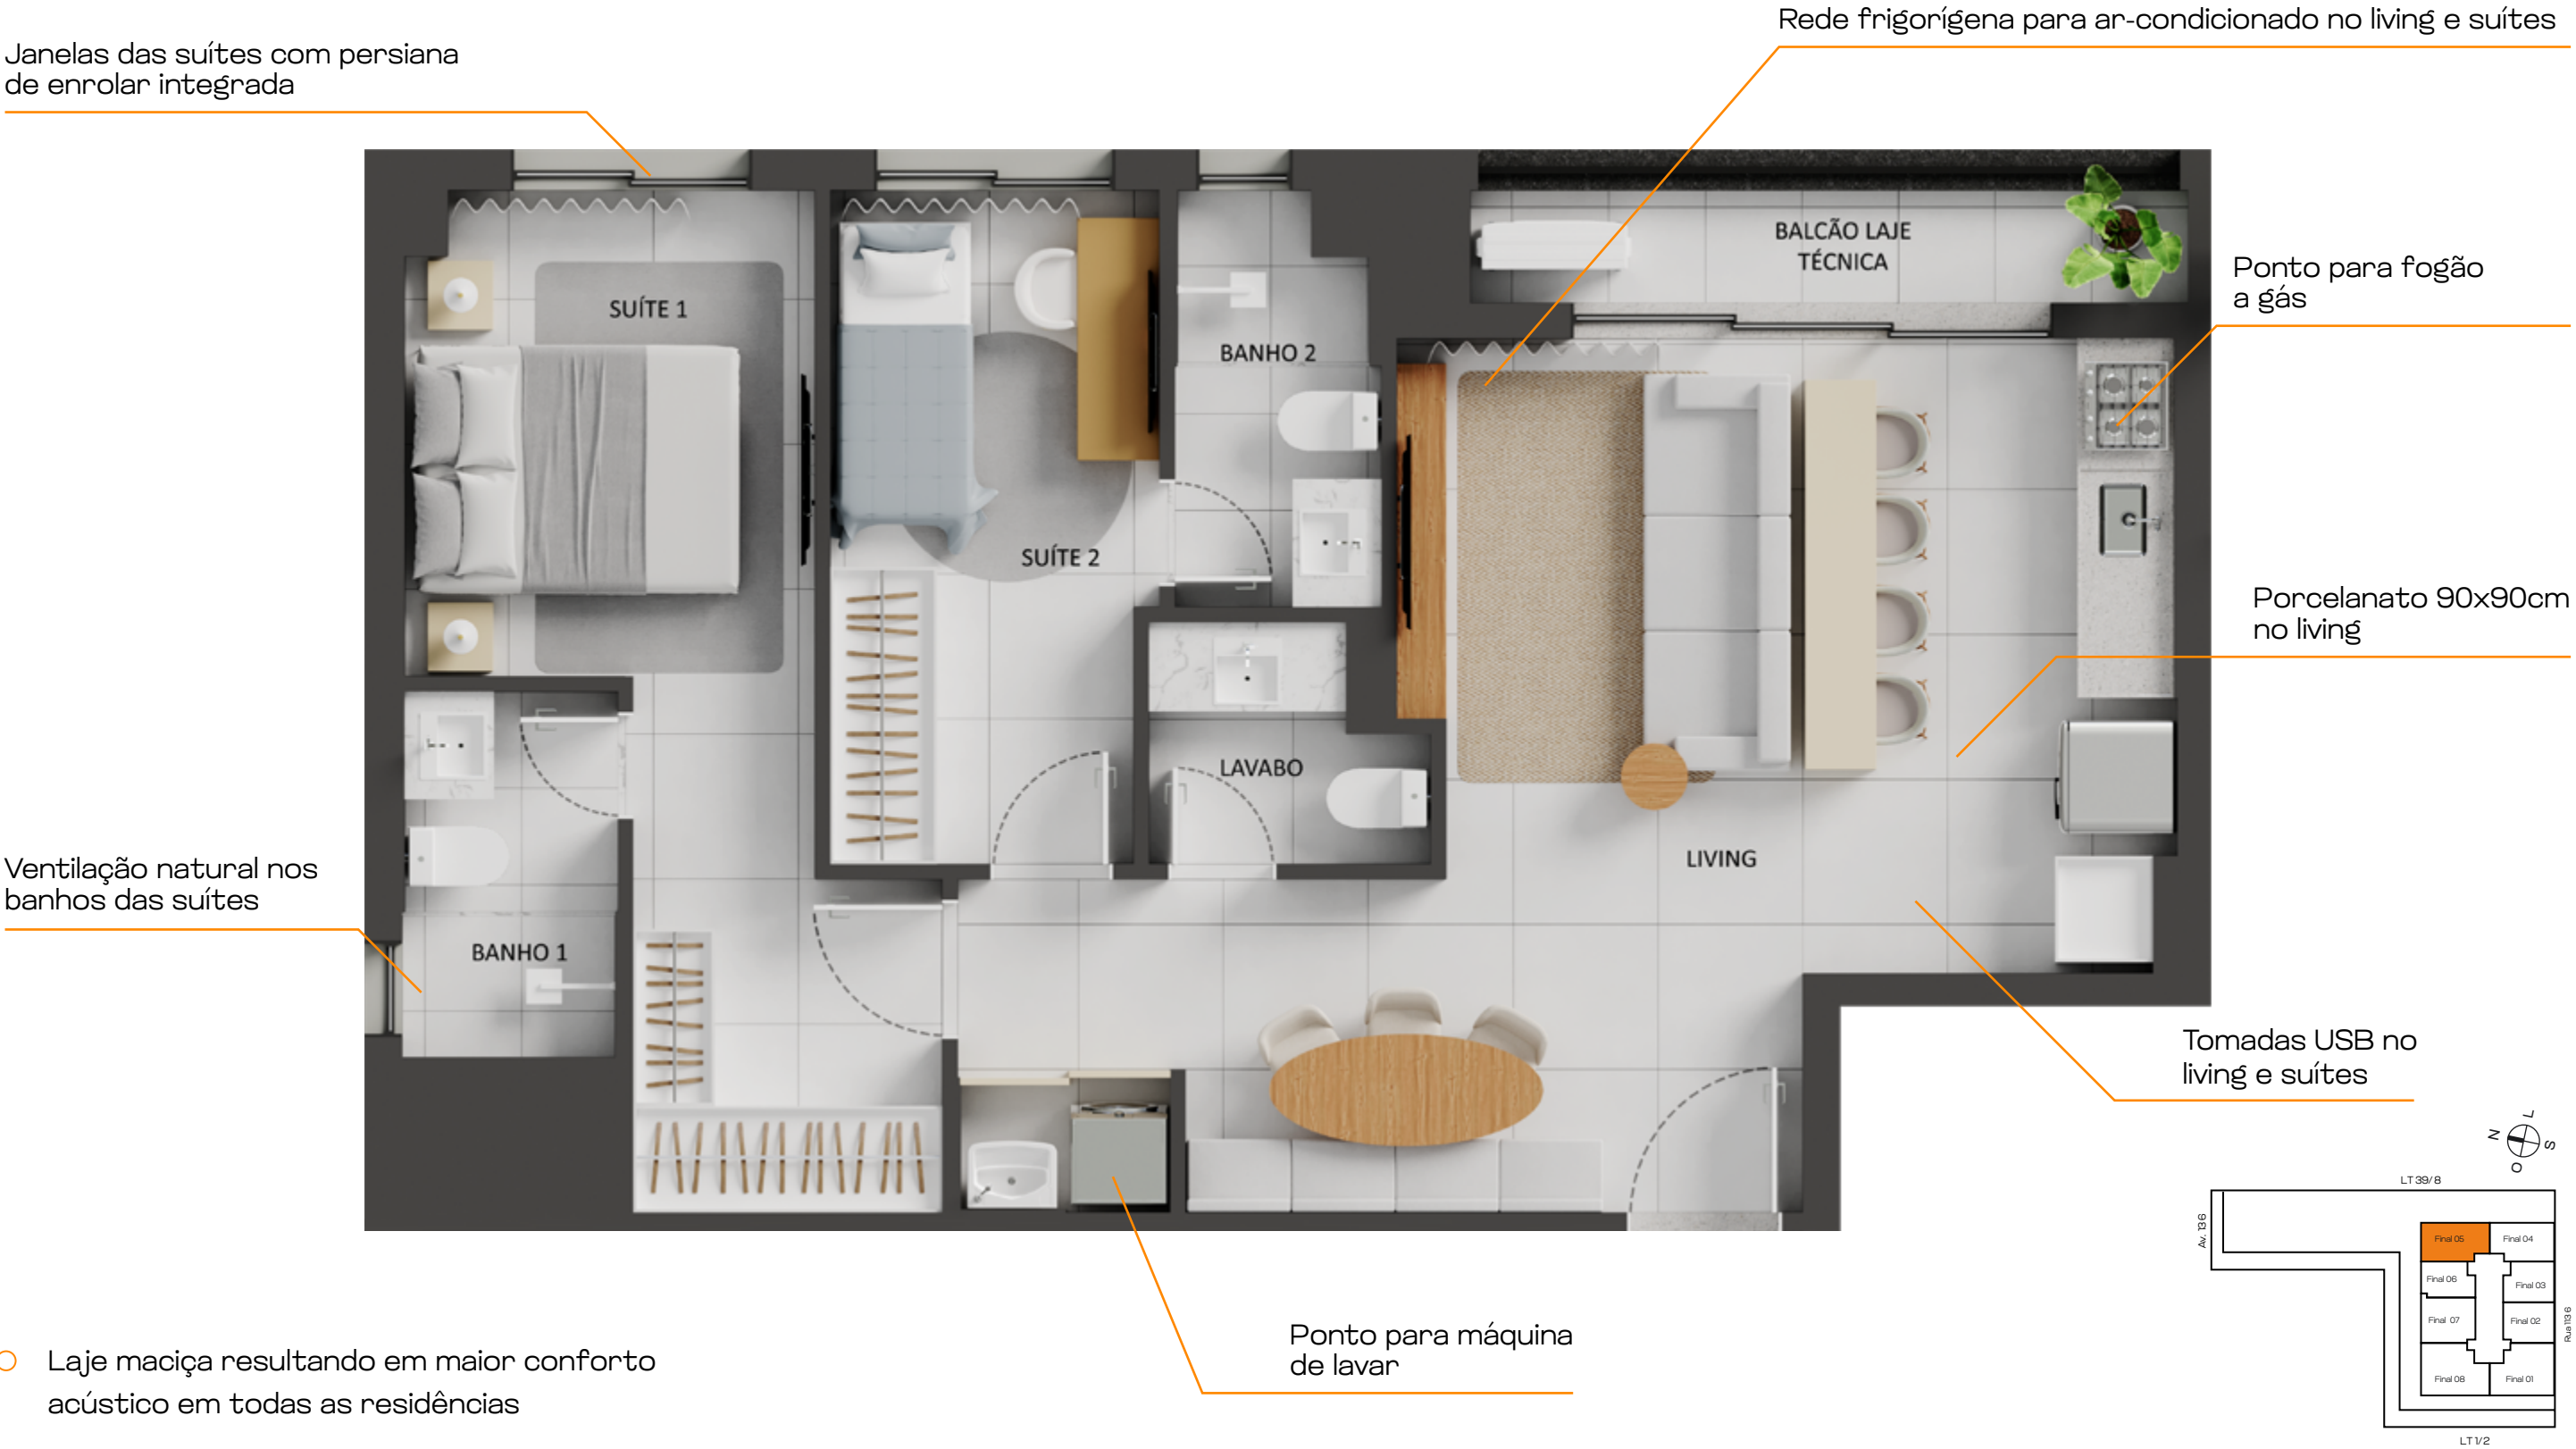 Rede frigorígena para ar-condicionado no living e suítes
Janelas das suítes com persiana
de enrolar integrada
BALCÃO LAJE
TÉCNICA
Ponto para fogão
a gás
SUÍTE 1
BANHO 2
SUÍTE 2
Porcelanato 90x90cm
no living
LAVABO
LIVING
Ventilação natural nos
banhos das suítes
BANHO 1
Tomadas USB no
living e suítes
L
N
S
O
LT 39/8
Av. 136
Final 05
Final 04
Final 06
Final 03
Final 07
Final 02
Rua 1136
Final 08
Final 01
LT 1/2
Ponto para máquina
de lavar
Laje maciça resultando em maior conforto
acústico em todas as residências